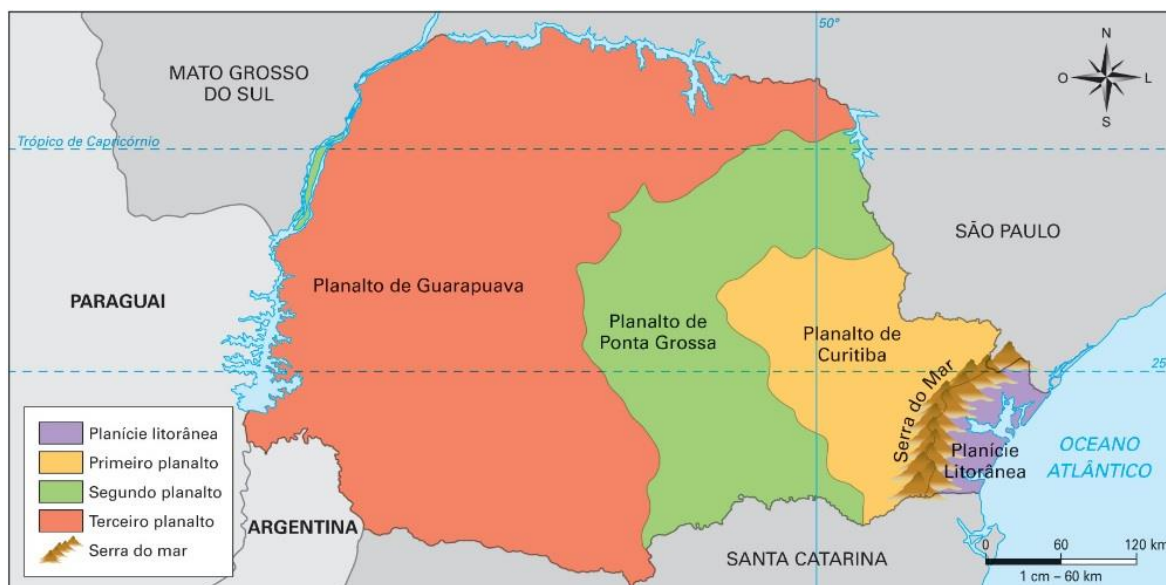 50°
N
O
L
S
MATO GROSSO
DO SUL
Trópico de Capricórnio
SÃO PAULO
PARAGUAI
Planalto de Guarapuava
Planalto de
Ponta Grossa
Planalto de
Curitiba
25°
Serra do Mar
Planície
Litorânea
OCEANO
ATLÂNTICO
ARGENTINA
SANTA CATARINA
Planície litorânea
Primeiro planalto
Segundo planalto
Terceiro planalto
Serra do mar
0 60 120 km
1 cm – 60 km